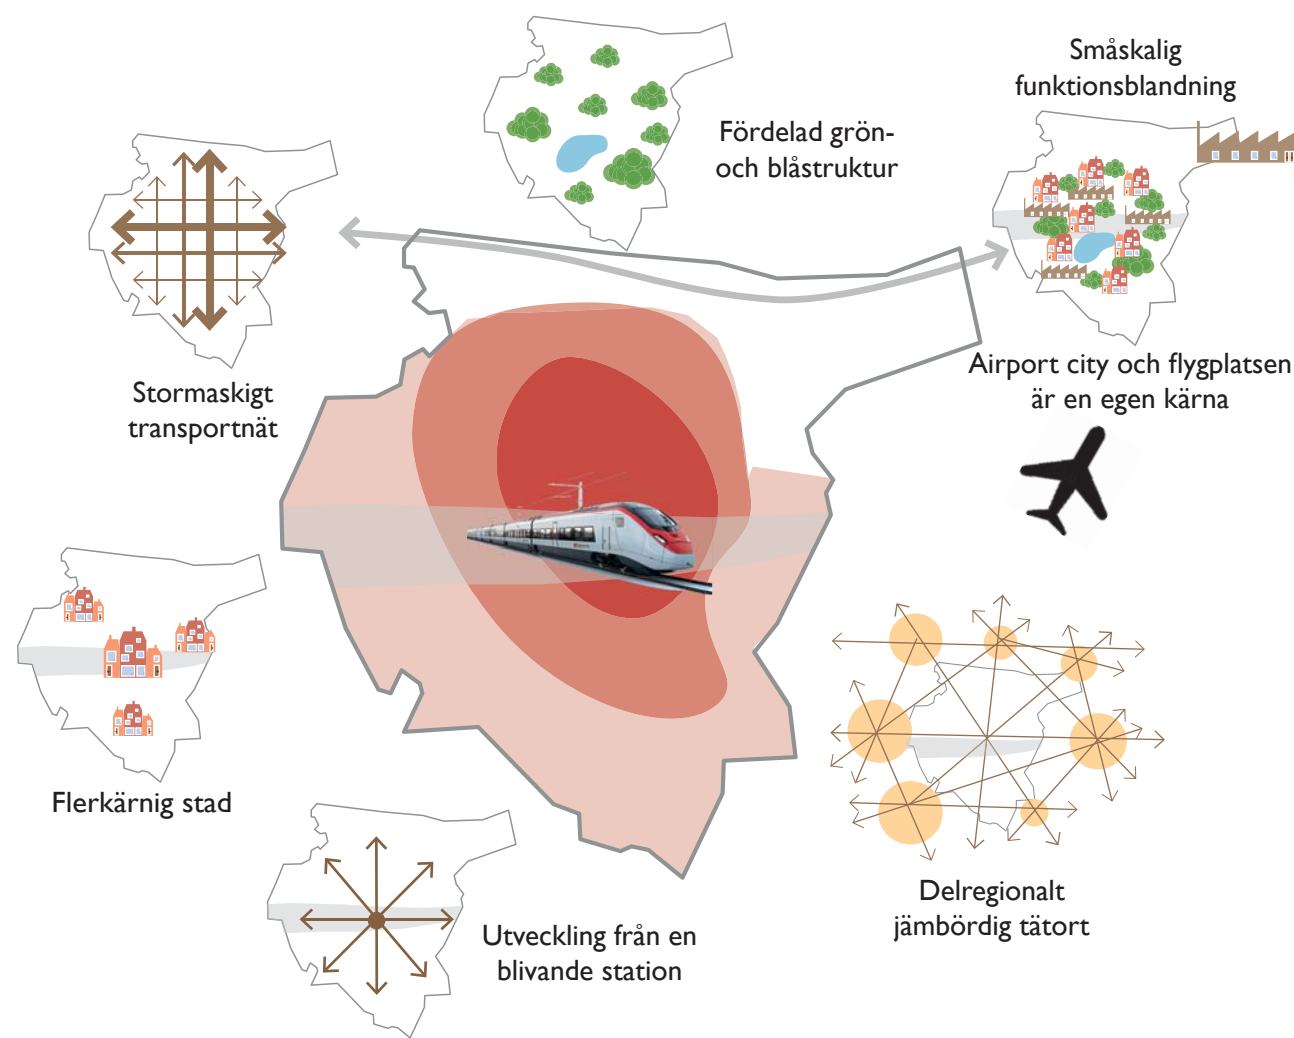 Småskalig
funktionsblandning
Fördelad grön-
och blåstruktur
Airport city och flygplatsen
är en egen kärna
Stormaskigt
transportnät
Flerkärnig stad
Delregionalt
jämbördig tätort
Utveckling från en
blivande station